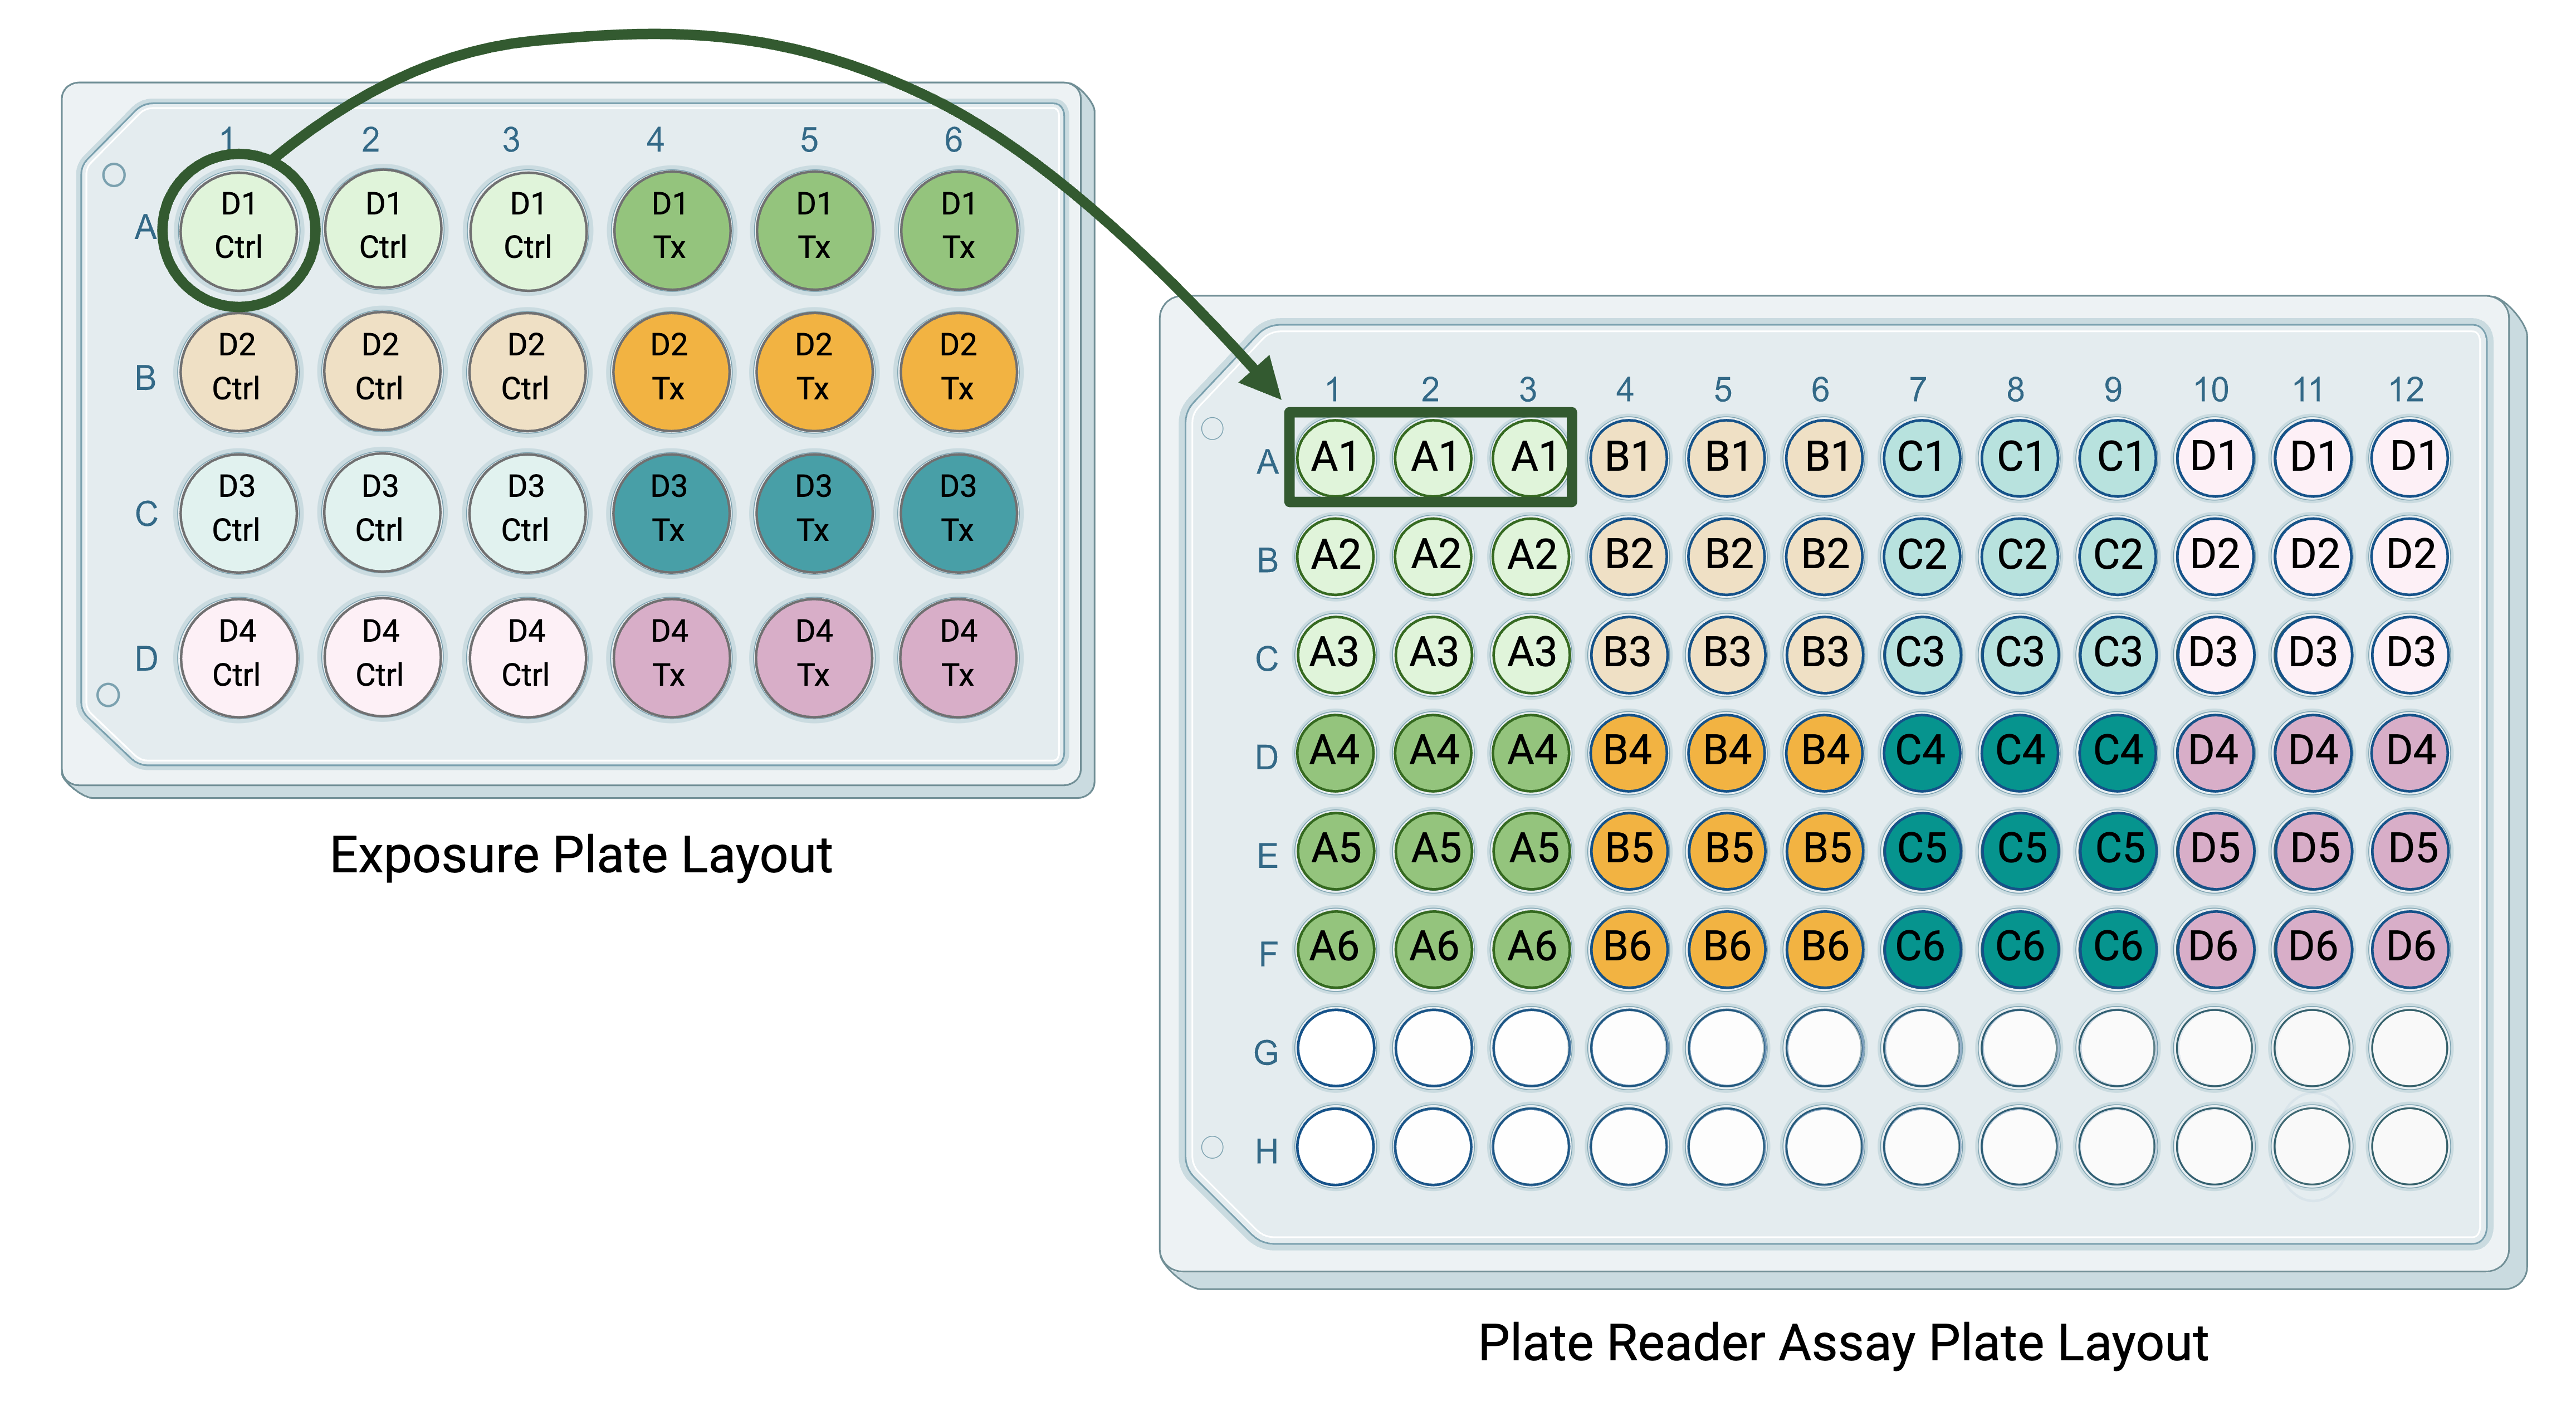 1 2 3 4 5 6
A D1 Ctrl D1 Ctrl D1 Ctrl D1 Tx D1 Tx D1 Tx
B D2 Ctrl D2 Ctrl D2 Ctrl D2 Tx D2 Tx D2 Tx
C D3 Ctrl D3 Ctrl D3 Ctrl D3 Tx D3 Tx D3 Tx
D D4 Ctrl D4 Ctrl D4 Ctrl D4 Tx D4 Tx D4 Tx
Exposure Plate Layout
1 2 3 4 5 6 7 8 9 10 11 12
A A1 A1 A1 B1 B1 B1 C1 C1 C1 D1 D1 D1
B A2 A2 A2 B2 B2 B2 C2 C2 C2 D2 D2 D2
C A3 A3 A3 B3 B3 B3 C3 C3 C3 D3 D3 D3
D A4 A4 A4 B4 B4 B4 C4 C4 C4 D4 D4 D4
E A5 A5 A5 B5 B5 B5 C5 C5 C5 D5 D5 D5
F A6 A6 A6 B6 B6 B6 C6 C6 C6 D6 D6 D6
G
H
Plate Reader Assay Plate Layout